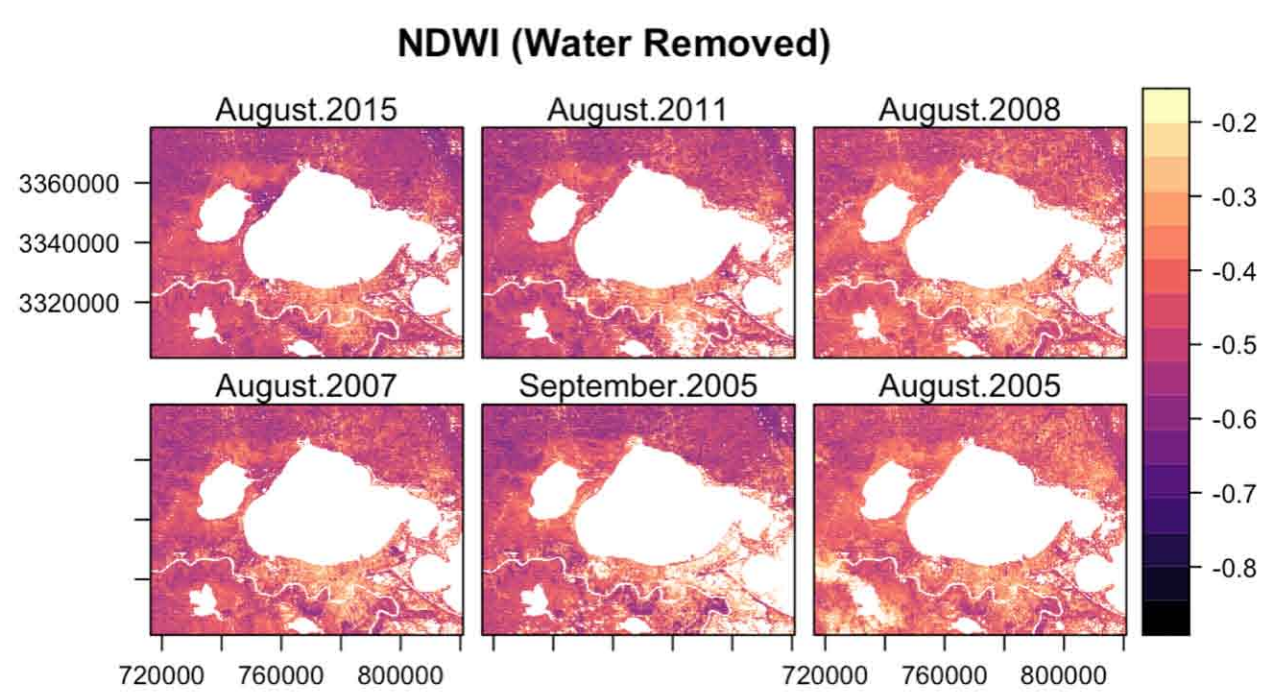 NDWI (Water Removed)
August.2015
August.2011
August.2008
3360000
3340000
3320000
August.2007
September.2005
August.2005
720000 760000 800000
720000 760000 800000
-0.2
-0.3
-0.4
-0.5
-0.6
-0.7
-0.8